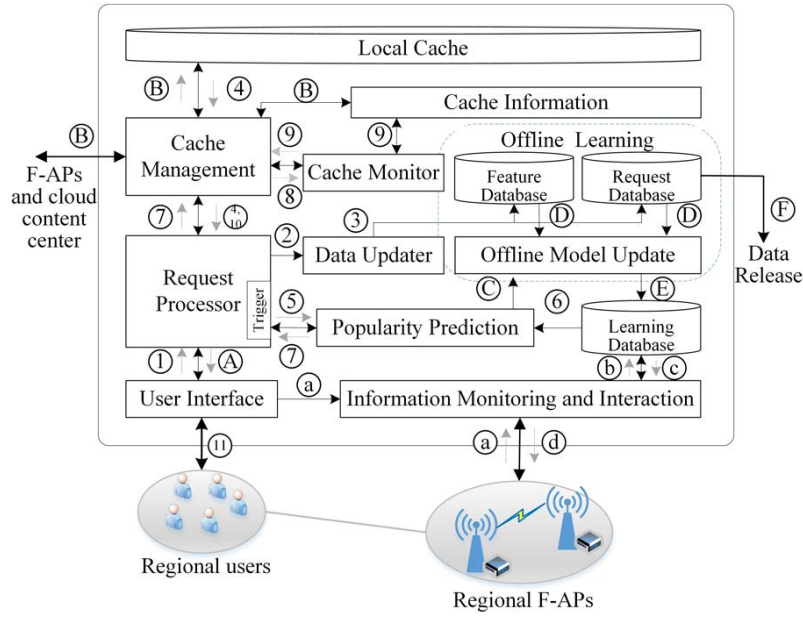 Local Cache
B
4
B
Cache Information
B
F-APs
and cloud
content
center
Cache
Management
9
8
Cache Monitor
9
Offline Learning
Feature
Database
Request
Database
F
Data
Release
7
4,
10
2
3
D
D
Data Updater
Offline Model Update
Request
Processor
Trigger
5
7
Popularity Prediction
C
6
E
Learning
Database
1
A
b
c
User Interface
a
Information Monitoring and Interaction
11
a
d
Regional users
Regional F-APs